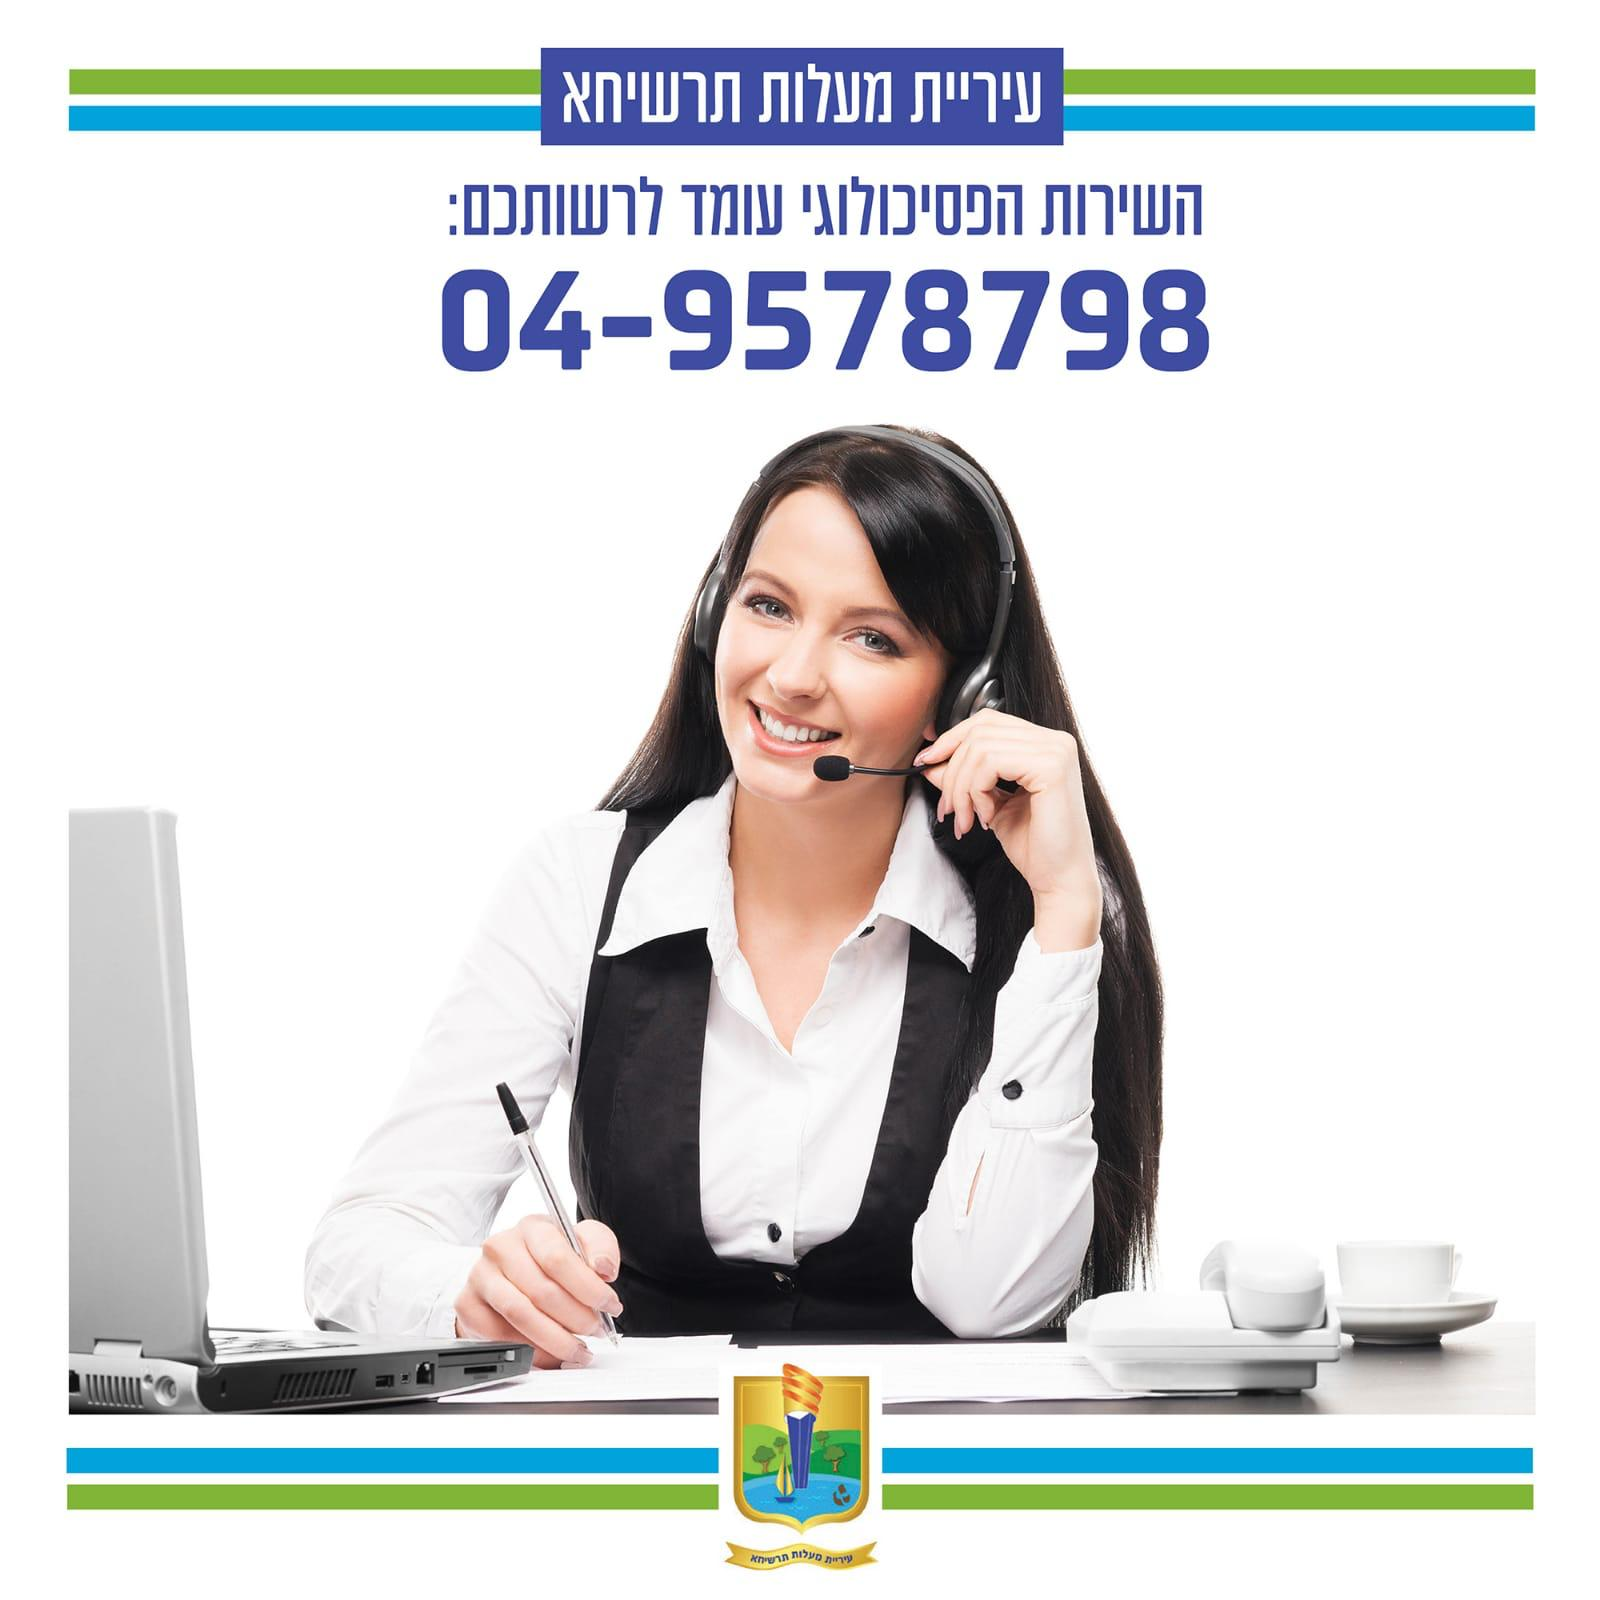 עיריית מעלות תרשיחא
השירות הפסיכולוגי עומד לרשותכם:
04-9578798
עיריית מעלות תרשיחא